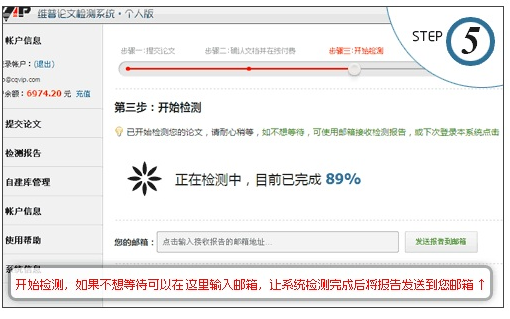 维普论文检测系统·个人版
STEP 5
帐户信息
录帐户：(退出)
@cqvip.com
余额：6974.20 元 充值
提交论文
检测报告
自建库管理
帐户信息
使用帮助
系统信息
步骤一:提交论文
步骤二:确认文档并在线付费
步骤三:开始检测
第三步：开始检测
已开始检测您的论文，请耐心稍等，如不想等待，可使用邮箱接收检测报告，或下次登录本系统点击
正在检测中，目前已完成 89%
您的邮箱：
点击输入接收报告的邮箱地址...
发送报告到邮箱
开始检测，如果不想等待可以在这里输入邮箱，让系统检测完成后将报告发送到您邮箱↑